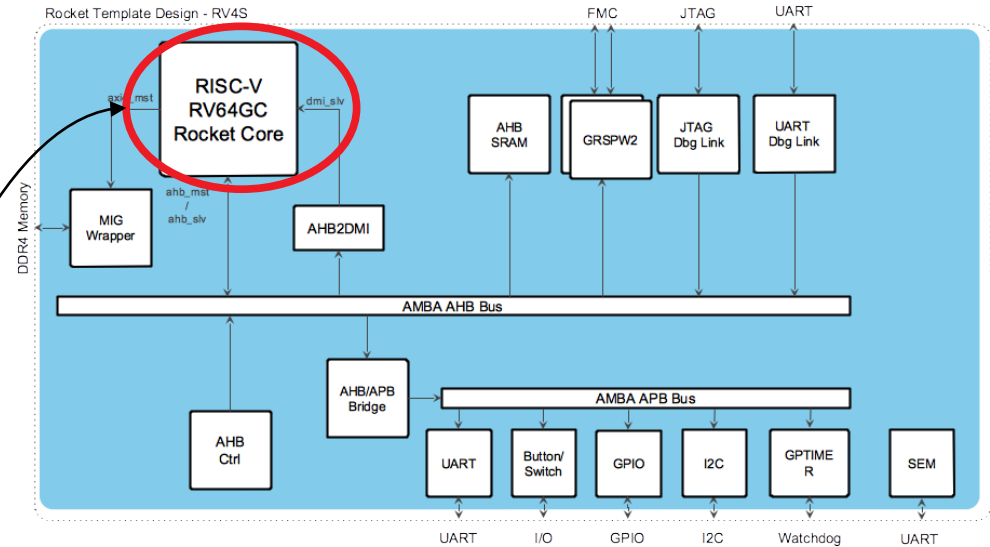 Rocket Template Design - RV4S
FMC
JTAG
UART
RISC-V
RV64GC
Rocket Core
dmi_slv
AHB
SRAM
GRSPW2
JTAG
Dbg Link
UART
Dbg Link
ahb_mst
/
ahb_slv
DDR4 Memory
MIG
Wrapper
AHB2DMI
AMBA AHB Bus
AHB/APB
Bridge
AMBA APB Bus
AHB
Ctrl
UART
Button/
Switch
GPIO
I2C
GPTIME
R
SEM
UART
I/O
GPIO
I2C
Watchdog
UART